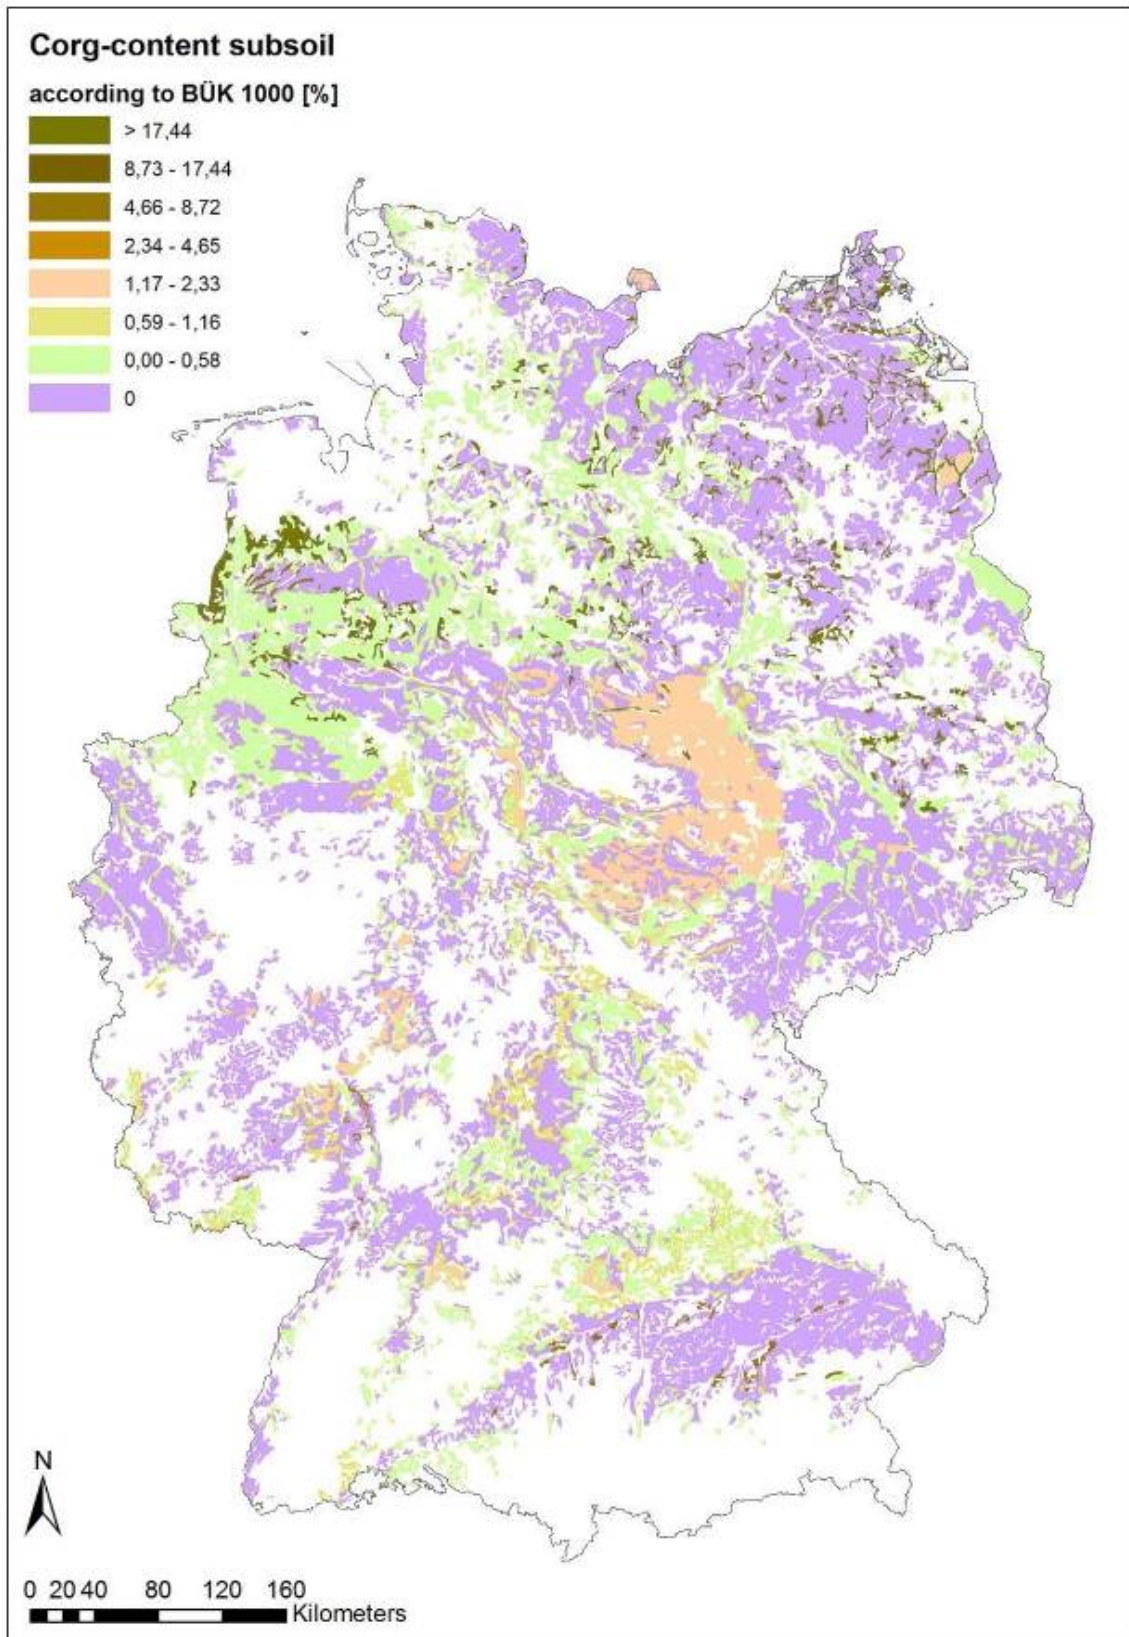 Corg-content subsoil
according to BÜK 1000 [%]
> 17,44
8,73 - 17,44
4,66 - 8,72
2,34 - 4,65
1,17 - 2,33
0,59 - 1,16
0,00 - 0,58
0
N
0 20 40 80 120 160
Kilometers